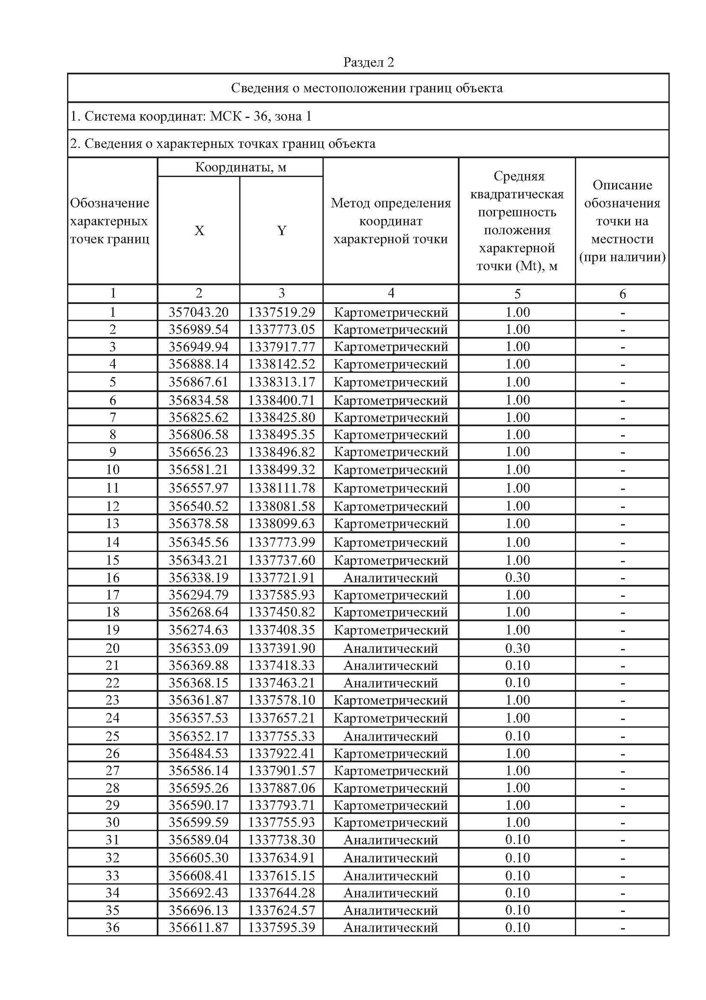 Раздел 2
Сведения о местоположении границ объекта
1. Система координат: МСК - 36, зона 1
2. Сведения о характерных точках границ объекта
Обозначение
характерных
точек границ
Координаты, м
X Y
Метод определения
координат
характерной точки
Средняя
квадратическая
погрешность
положения
характерной
точки (Mt), м
Описание
обозначения
точки на
местности
(при наличии)
1 2 3 4 5 6
1 357043.20 1337519.29 Картометрический 1.00 -
2 356989.54 1337773.05 Картометрический 1.00 -
3 356949.94 1337917.77 Картометрический 1.00 -
4 356888.14 1338142.52 Картометрический 1.00 -
5 356867.61 1338313.17 Картометрический 1.00 -
6 356834.58 1338400.71 Картометрический 1.00 -
7 356825.62 1338425.80 Картометрический 1.00 -
8 356806.58 1338495.35 Картометрический 1.00 -
9 356656.23 1338496.82 Картометрический 1.00 -
10 356581.21 1338499.32 Картометрический 1.00 -
11 356557.97 1338111.78 Картометрический 1.00 -
12 356540.52 1338081.58 Картометрический 1.00 -
13 356378.58 1338099.63 Картометрический 1.00 -
14 356345.56 1337773.99 Картометрический 1.00 -
15 356343.21 1337737.60 Картометрический 1.00 -
16 356338.19 1337721.91 Аналитический 0.30 -
17 356294.79 1337585.93 Картометрический 1.00 -
18 356268.64 1337450.82 Картометрический 1.00 -
19 356274.63 1337408.35 Картометрический 1.00 -
20 356353.09 1337391.90 Аналитический 0.30 -
21 356369.88 1337418.33 Аналитический 0.10 -
22 356368.15 1337463.21 Аналитический 0.10 -
23 356361.87 1337578.10 Картометрический 1.00 -
24 356357.53 1337657.21 Картометрический 1.00 -
25 356352.17 1337755.33 Аналитический 0.10 -
26 356484.53 1337922.41 Картометрический 1.00 -
27 356586.14 1337901.57 Картометрический 1.00 -
28 356595.26 1337887.06 Картометрический 1.00 -
29 356590.17 1337793.71 Картометрический 1.00 -
30 356599.59 1337755.93 Картометрический 1.00 -
31 356589.04 1337738.30 Аналитический 0.10 -
32 356605.30 1337634.91 Аналитический 0.10 -
33 356608.41 1337615.15 Аналитический 0.10 -
34 356692.43 1337644.28 Аналитический 0.10 -
35 356696.13 1337624.57 Аналитический 0.10 -
36 356611.87 1337595.39 Аналитический 0.10 -